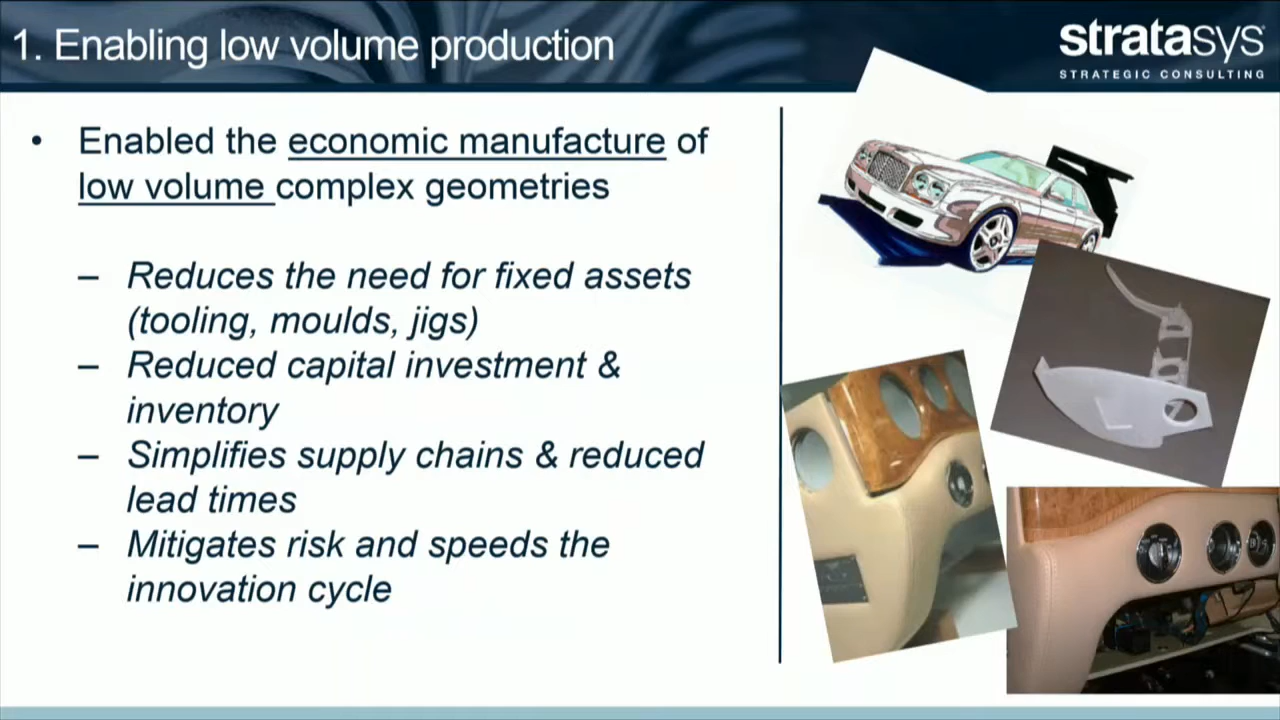 1. Enabling low volume production
stratasys
STRATEGIC CONSULTING
• Enabled the economic manufacture of
low volume complex geometries
– Reduces the need for fixed assets
(tooling, moulds, jigs)
– Reduced capital investment &
inventory
– Simplifies supply chains & reduced
lead times
– Mitigates risk and speeds the
innovation cycle